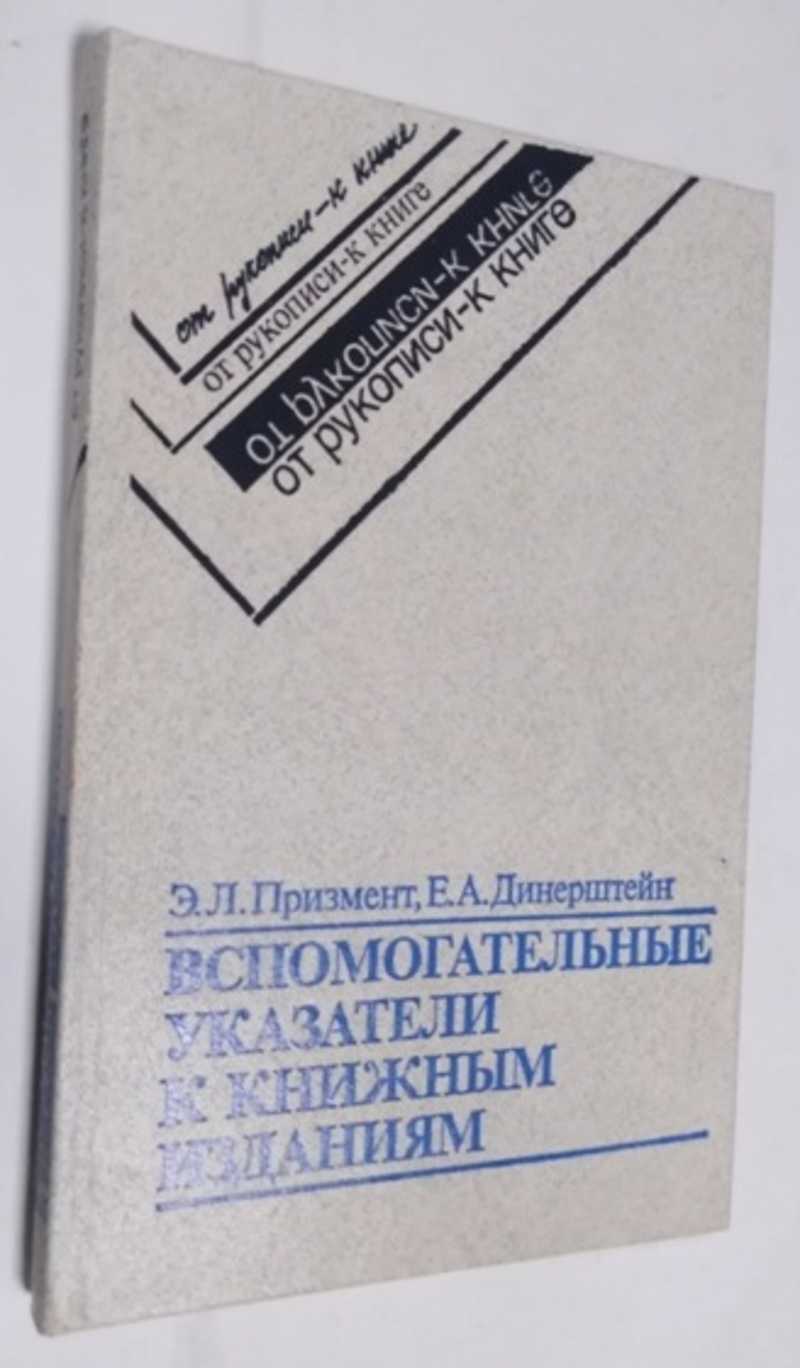 от рукописи-к книге
от рукописи-к книге
от рукописи-к книге
от рукописи-к книге
Э.Л.Призмент, Е.А.Динерштейн
ВСПОМОГАТЕЛЬНЫЕ
УКАЗАТЕЛИ
К КНИЖНЫМ
ИЗДАНИЯМ